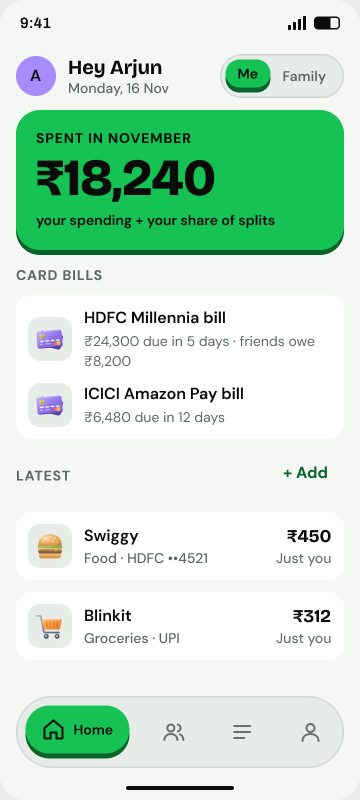 9:41
A
Hey Arjun
Monday, 16 Nov
Me
Family
SPENT IN NOVEMBER
₹18,240
your spending + your share of splits
CARD BILLS
HDFC Millennia bill
₹24,300 due in 5 days · friends owe
₹8,200
ICICI Amazon Pay bill
₹6,480 due in 12 days
LATEST
+ Add
Swiggy
₹450
Food · HDFC ••4521
Just you
Blinkit
₹312
Groceries · UPI
Just you
Home